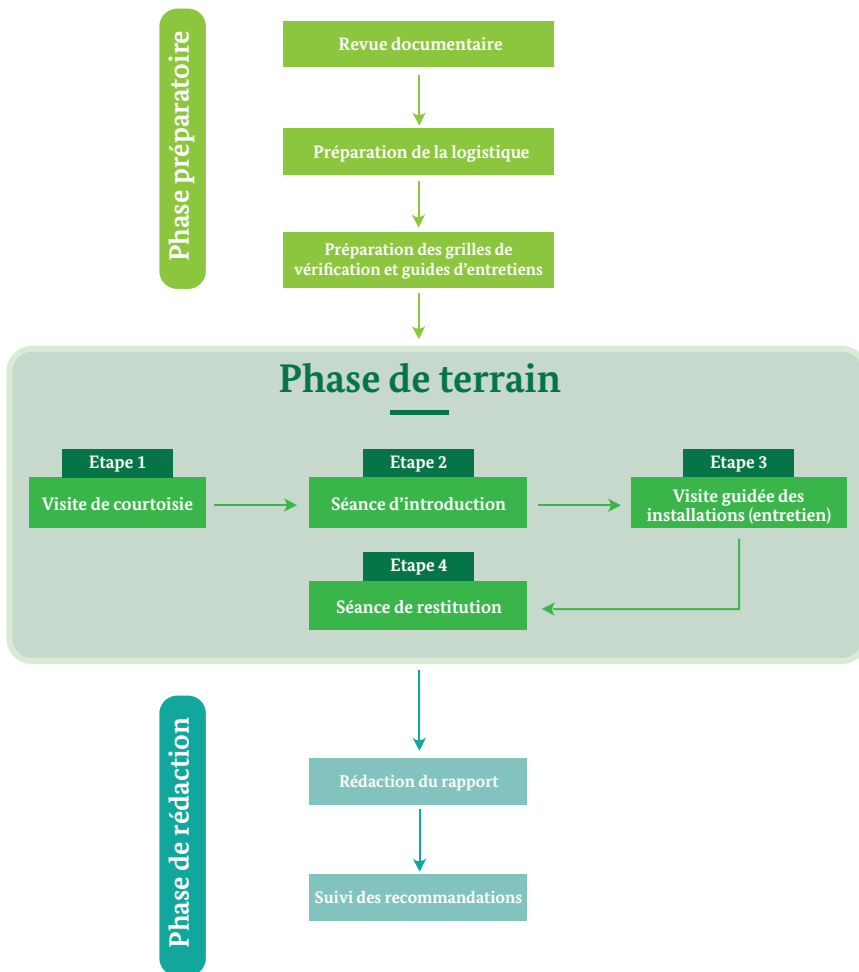 Phase préparatoire
Revue documentaire
Préparation de la logistique
Préparation des grilles de
vérification et guides d'entretiens
Phase de terrain
Etape 1
Visite de courtoisie
Etape 2
Séance d'introduction
Etape 3
Visite guidée des
installations (entretien)
Etape 4
Séance de restitution
Phase de rédaction
Rédaction du rapport
Suivi des recommandations